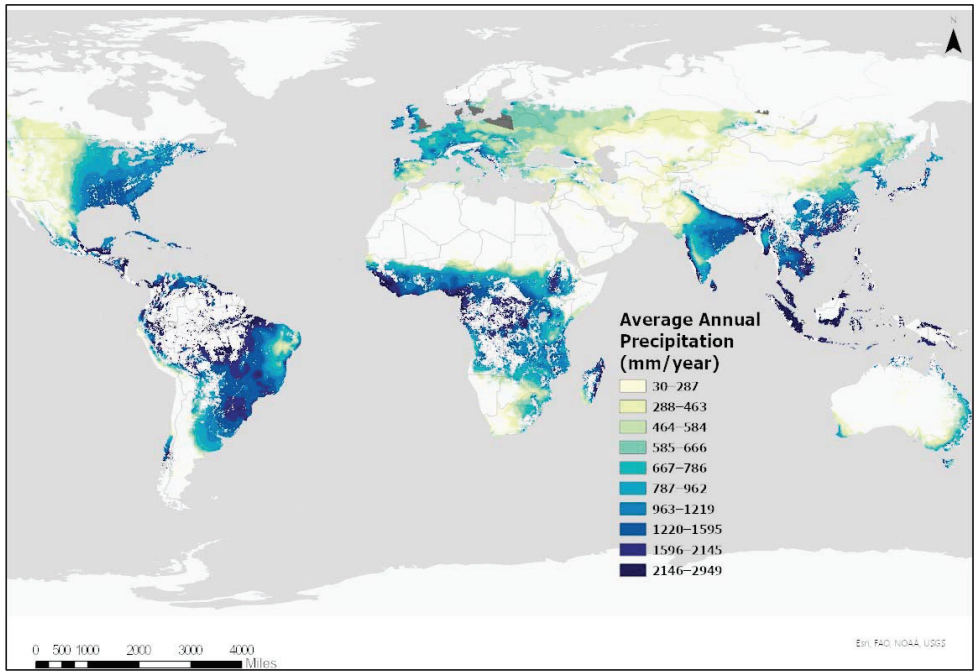 N
Average Annual
Precipitation
(mm/year)
30–287
288–463
464–584
585–666
667–786
787–962
963–1219
1220–1595
1596–2145
2146–2949
0 500 1000 2000 3000 4000
Miles
Esri, FAO, NOAA, USGS